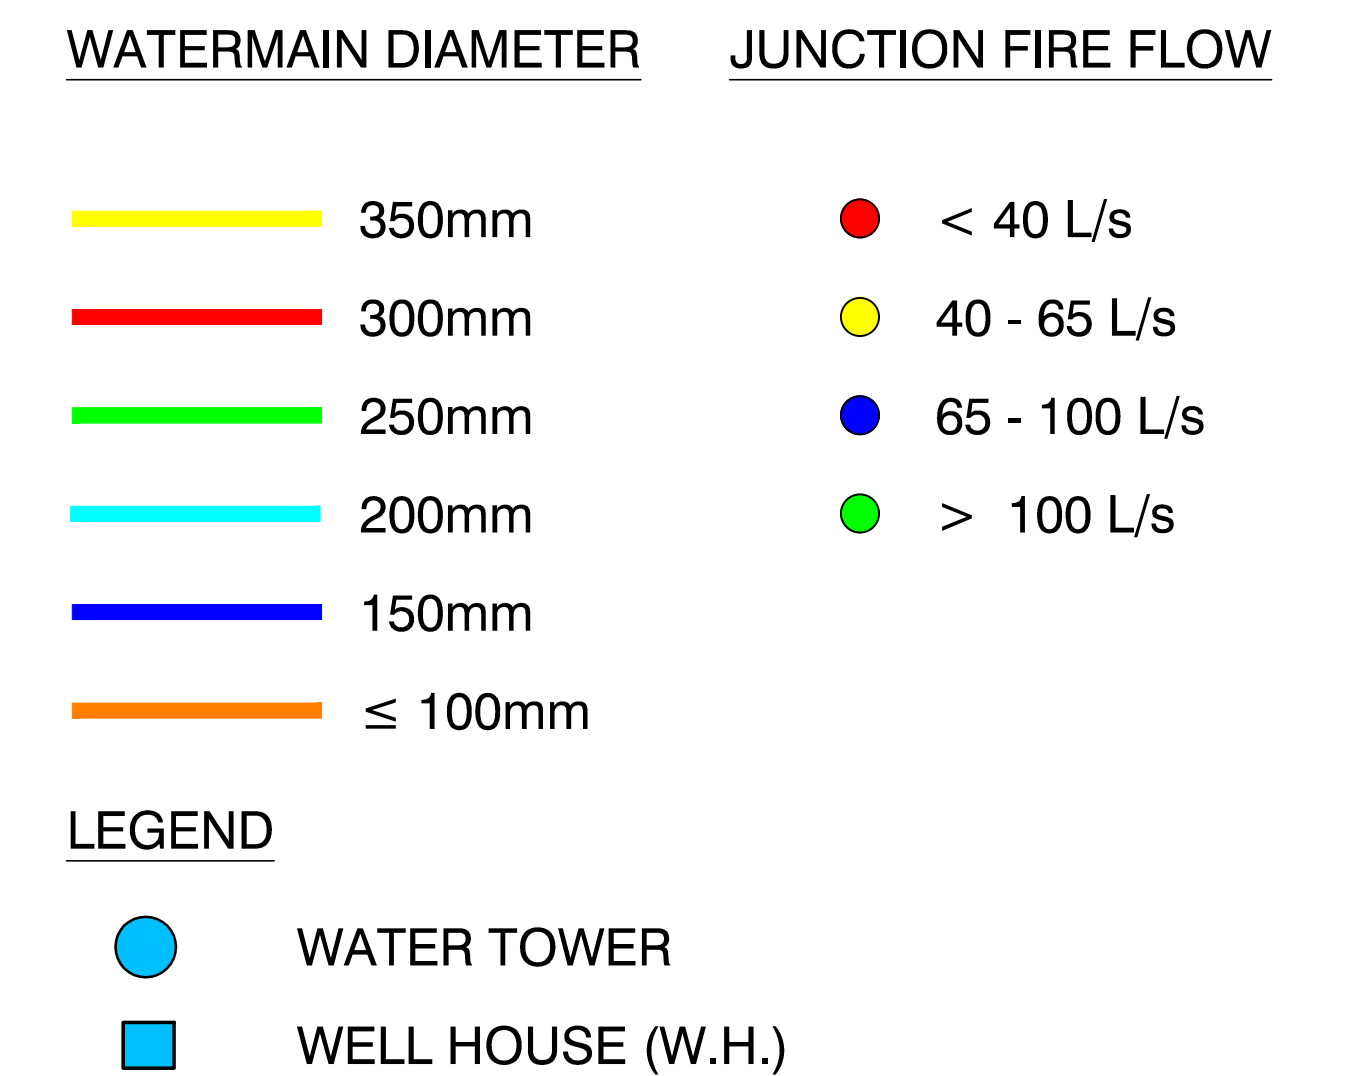 WATERMAIN DIAMETER
350mm
300mm
250mm
200mm
150mm
≤ 100mm
JUNCTION FIRE FLOW
< 40 L/s
40 - 65 L/s
65 - 100 L/s
> 100 L/s
LEGEND
WATER TOWER
WELL HOUSE (W.H.)